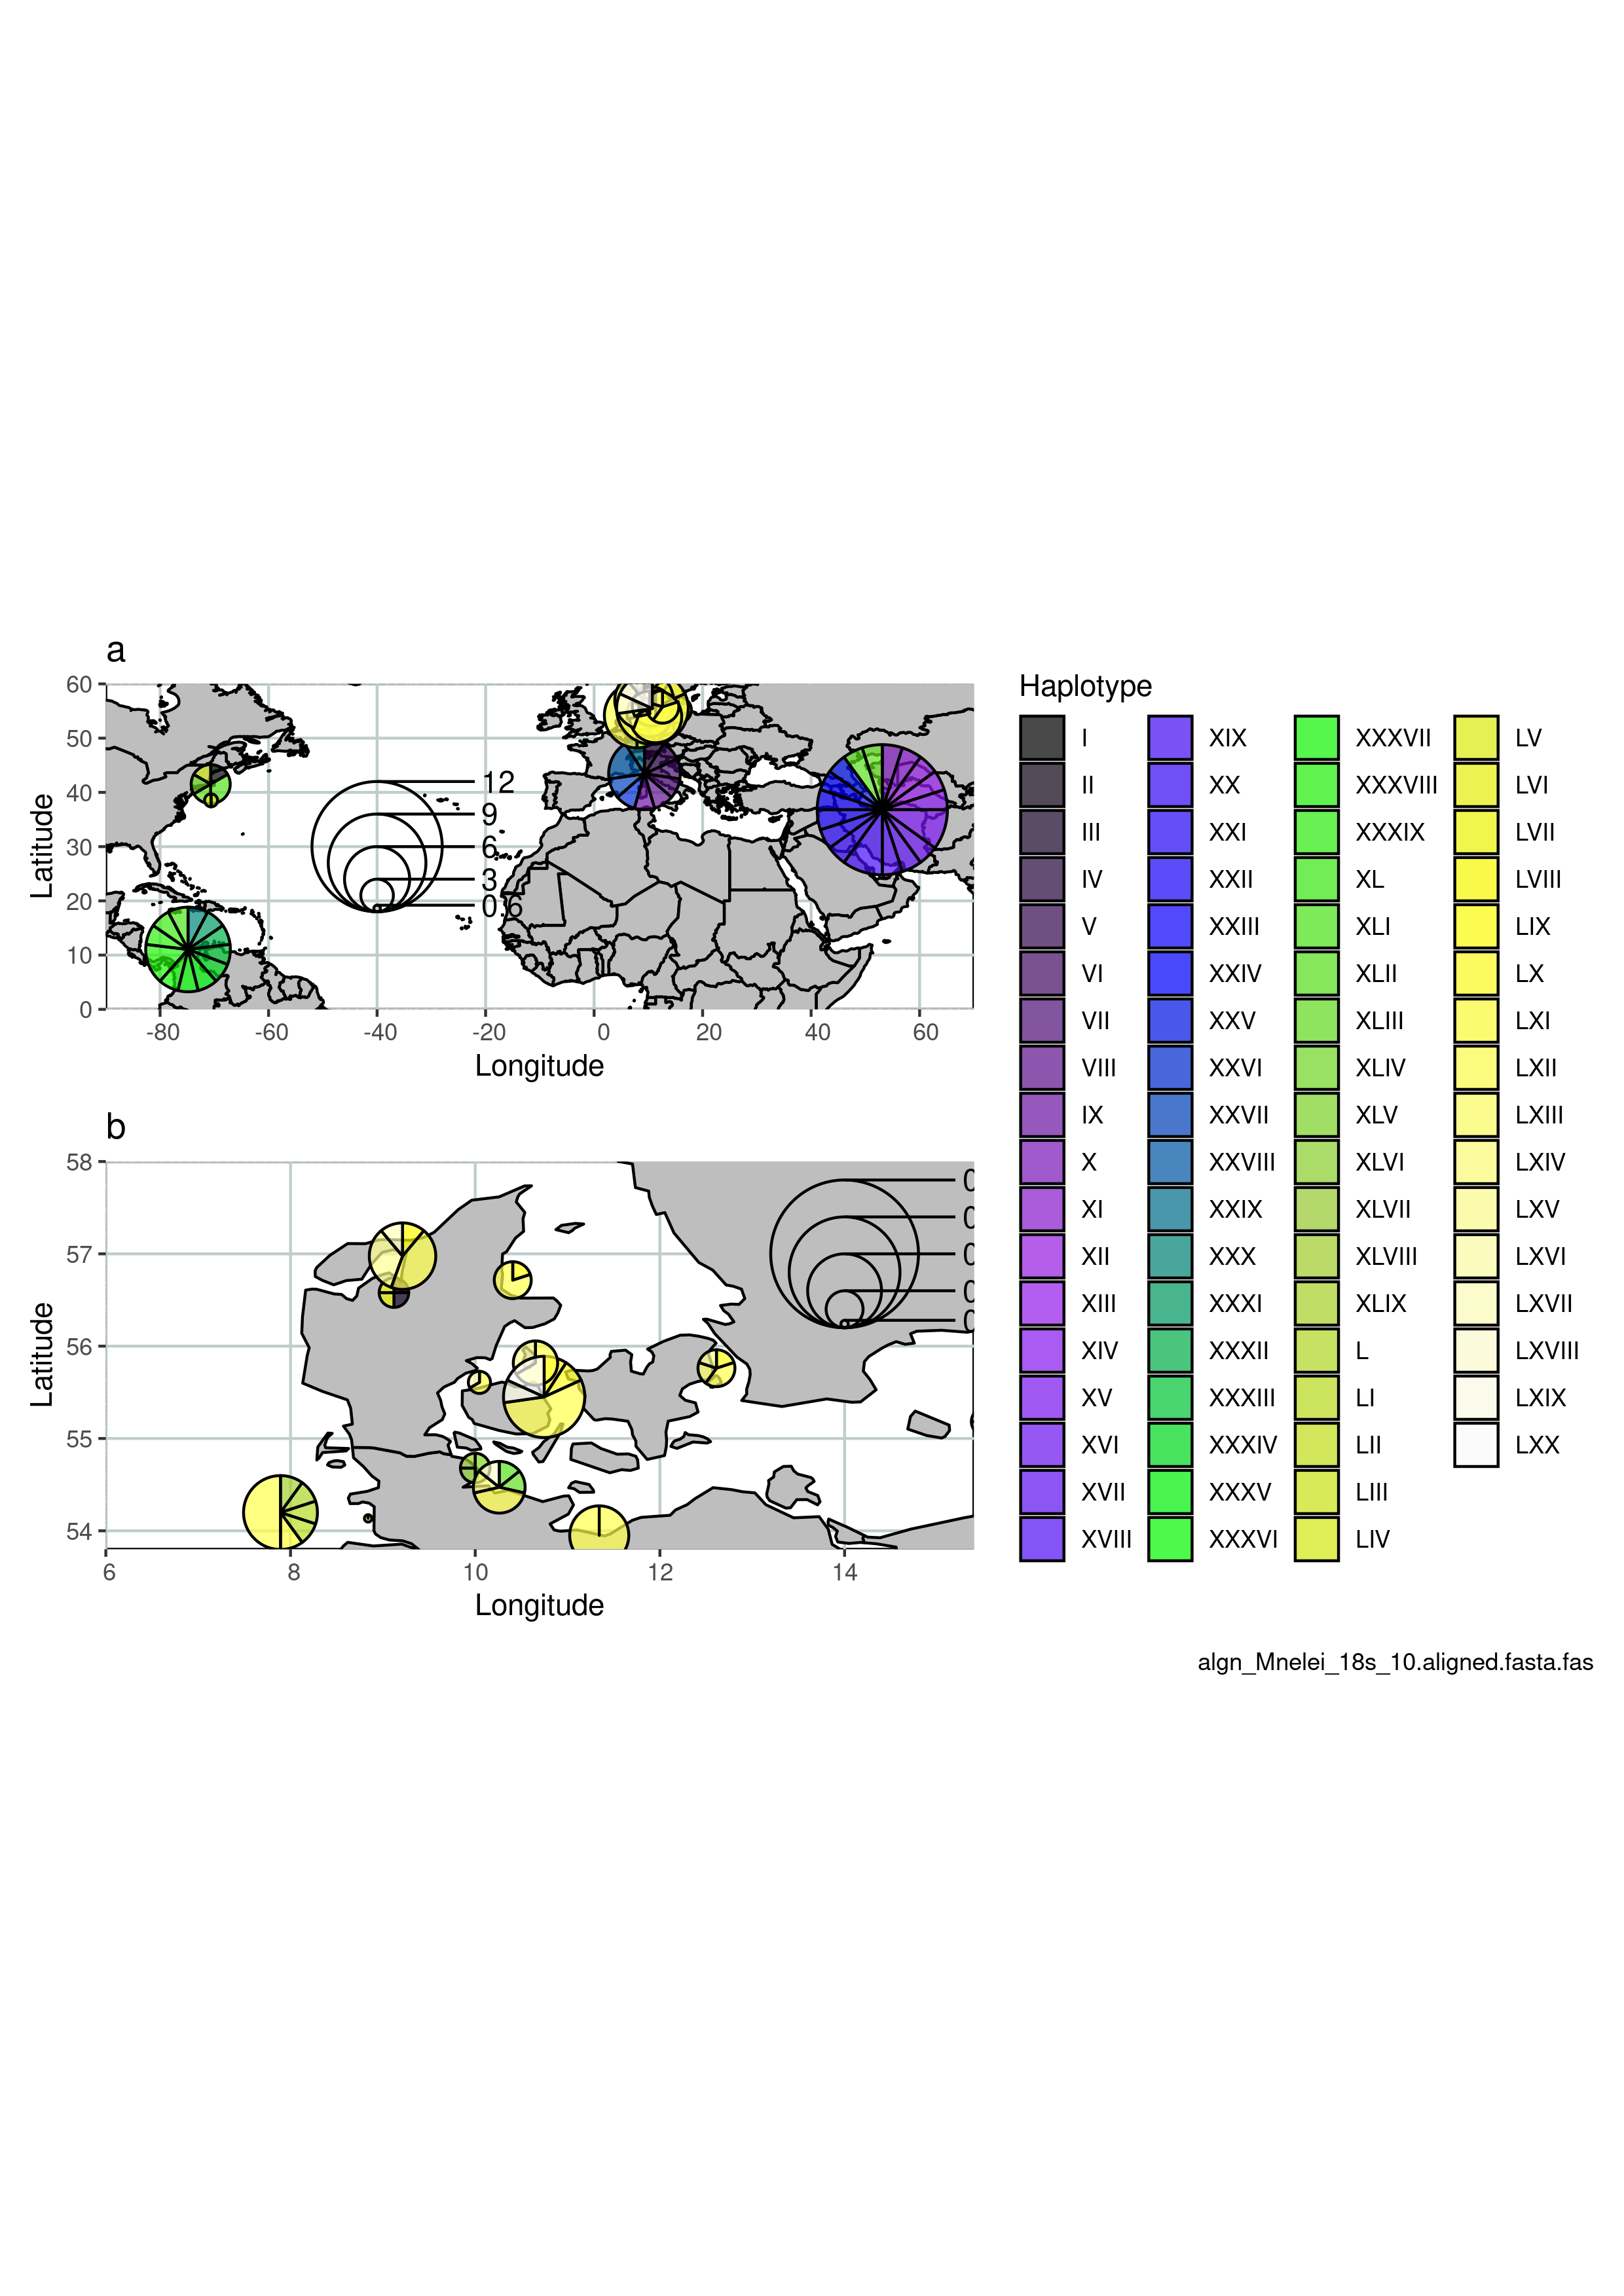 a
60
50
40
30
20
10
0
Latitude
12
9
6
3
0.6
-80 -60 -40 -20 0 20 40 60
Longitude
b
58
57
56
55
54
Latitude
6 8 10 12 14
Longitude
Haplotype
I XIX XXXVII LV
II XX XXXVIII LVI
III XXI XXXIX LVII
IV XXII XL LVIII
V XXIII XLI LIX
VI XXIV XLII LX
VII XXV XLIII LXI
VIII XXVI XLIV LXII
IX XXVII XLV LXIII
X XXVIII XLVI LXIV
XI XXIX XLVII LXV
XII XXX XLVIII LXVI
XIII XXXI XLIX LXVII
XIV XXXII L LXVIII
XV XXXIII LI LXIX
XVI XXXIV LII LXX
XVII XXXV LIII
XVIII XXXVI LIV
algn_Mnelei_18s_10.aligned.fasta.fas